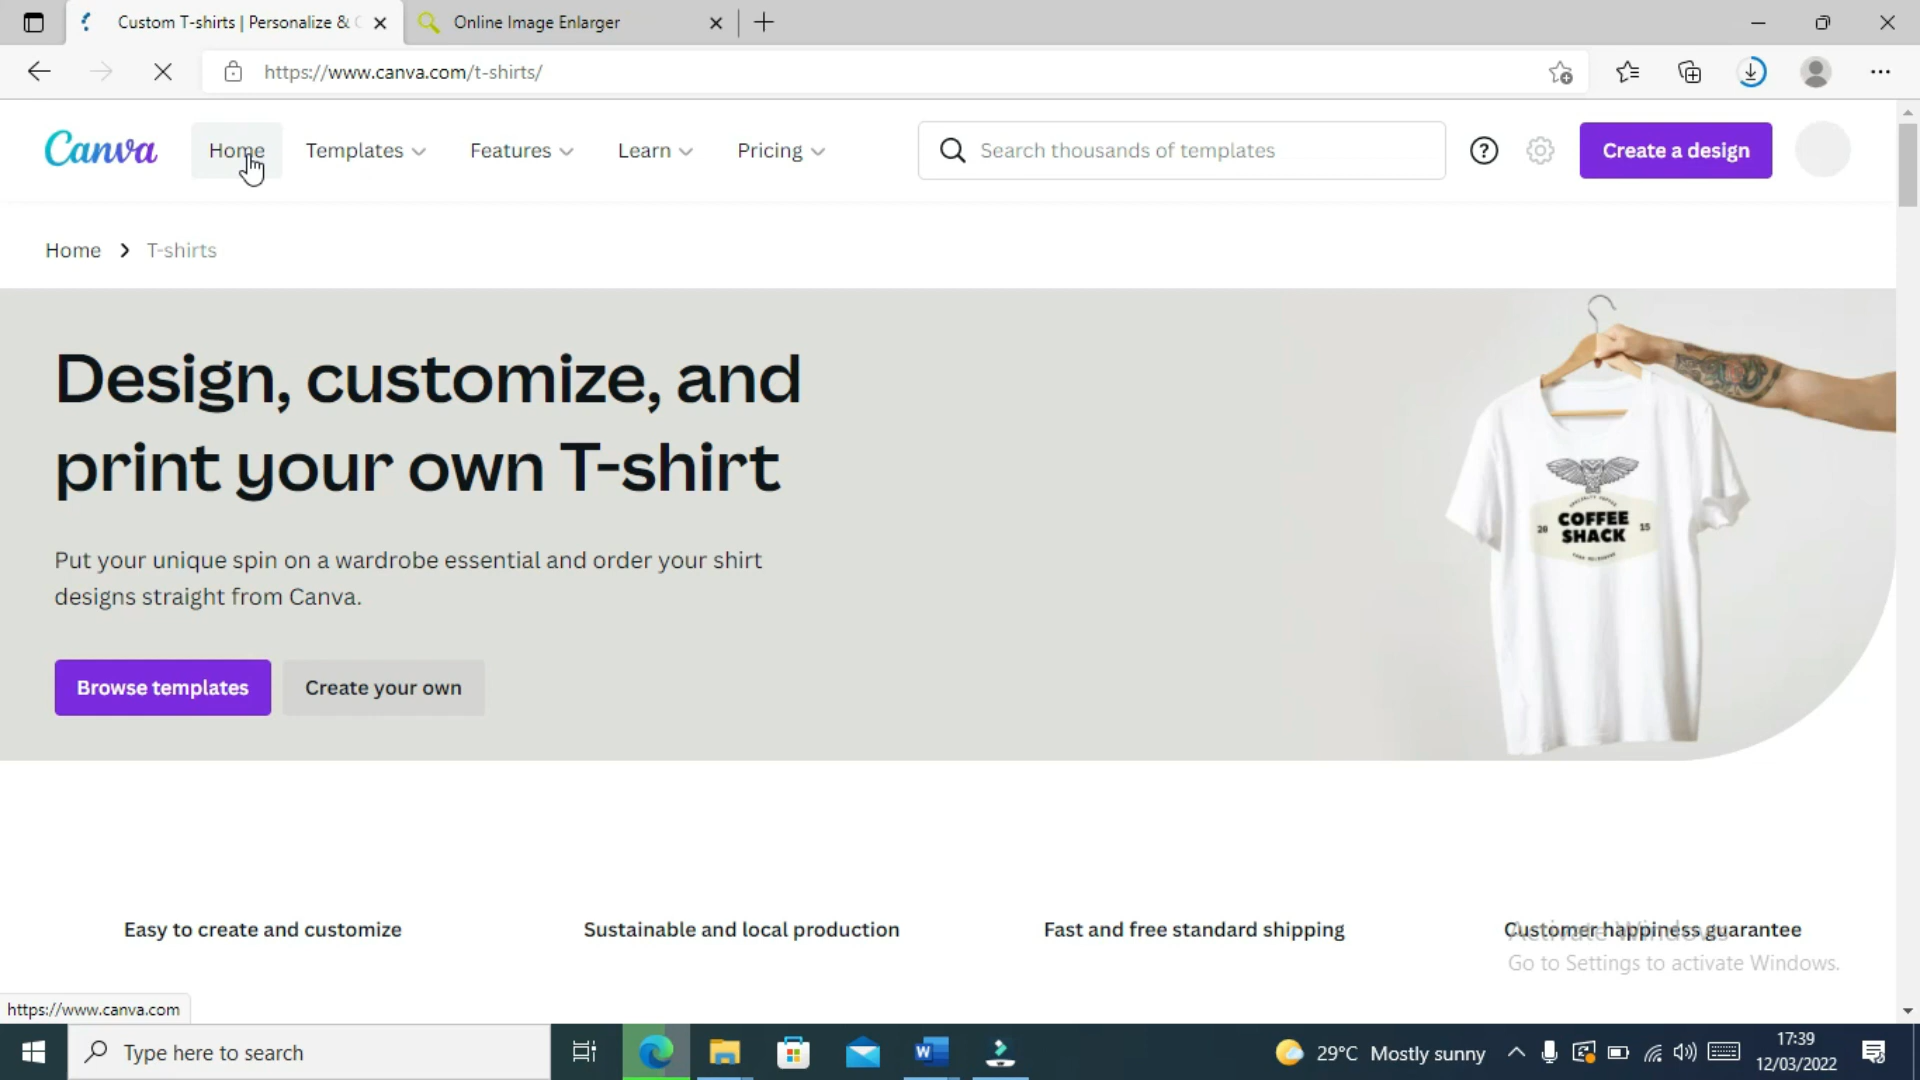 Custom T-shirts | Personalize &
Online Image Enlarger
https://www.canva.com/t-shirts/
Canva
Home
Templates
Features
Learn
Pricing
Search thousands of templates
Create a design
Home
T-shirts
Design, customize, and
print your own T-shirt
Put your unique spin on a wardrobe essential and order your shirt
designs straight from Canva.
Browse templates
Create your own
20
COFFEE
SHACK
15
Easy to create and customize
Sustainable and local production
Fast and free standard shipping
Customer happiness guarantee
Activate Windows
Go to Settings to activate Windows.
https://www.canva.com
Type here to search
29°C Mostly sunny
17:39
12/03/2022